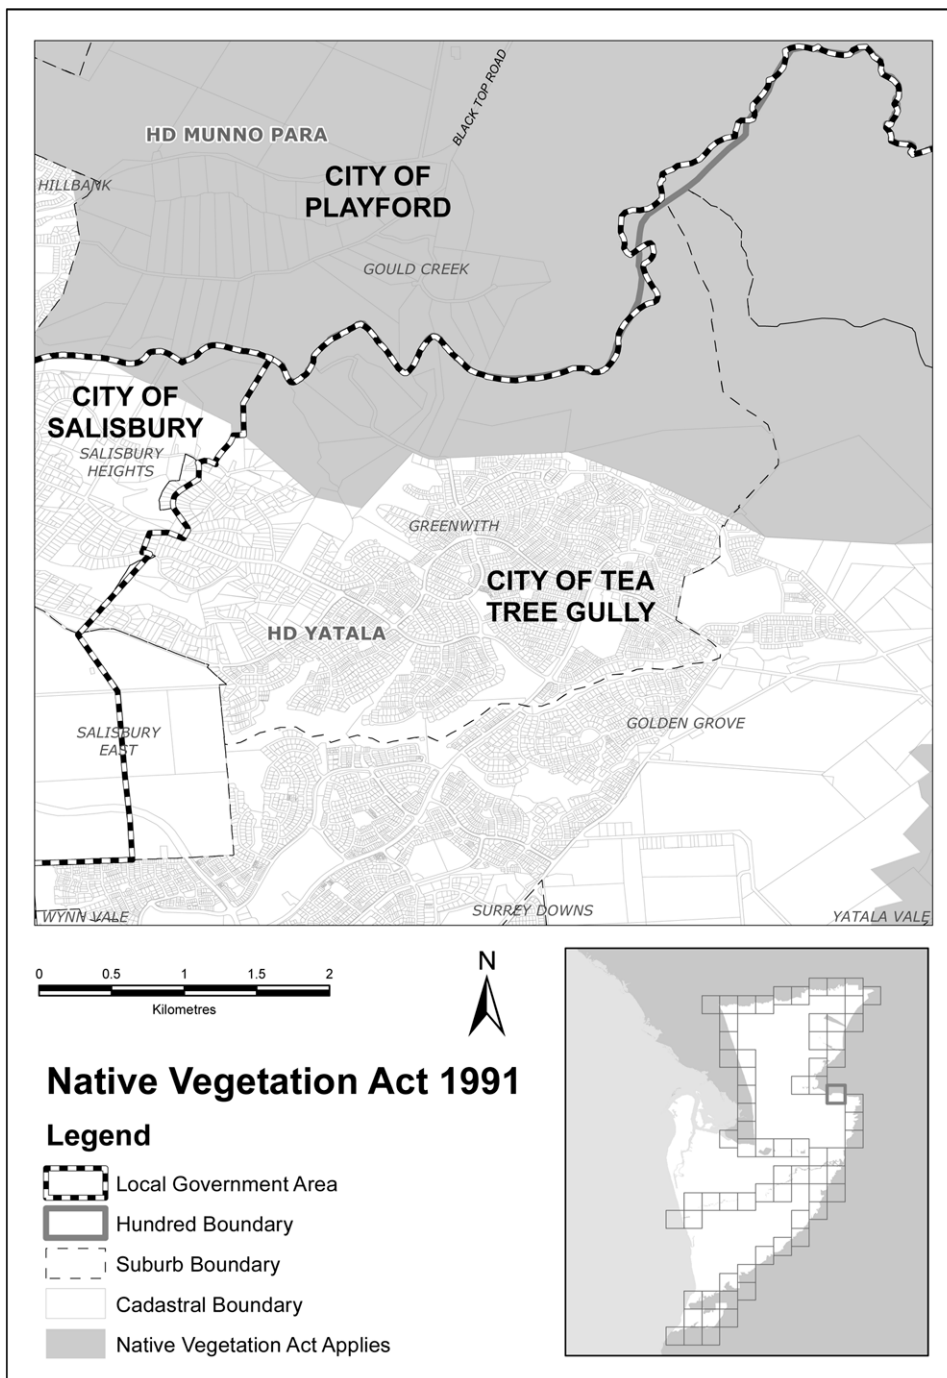 BLACK TOP ROAD
HD MUNNO PARA
CITY OF
PLAYFORD
HILLBANK
GOULD CREEK
CITY OF
SALISBURY
SALISBURY
HEIGHTS
GREENWITH
CITY OF TEA
TREE GULLY
HD YATALA
SALISBURY
EAST
GOLDEN GROVE
WYNN VALE
SURREY DOWNS
YATALA VALE
0 0.5 1 1.5 2
Kilometres
N
Native Vegetation Act 1991
Legend
Local Government Area
Hundred Boundary
Suburb Boundary
Cadastral Boundary
Native Vegetation Act Applies